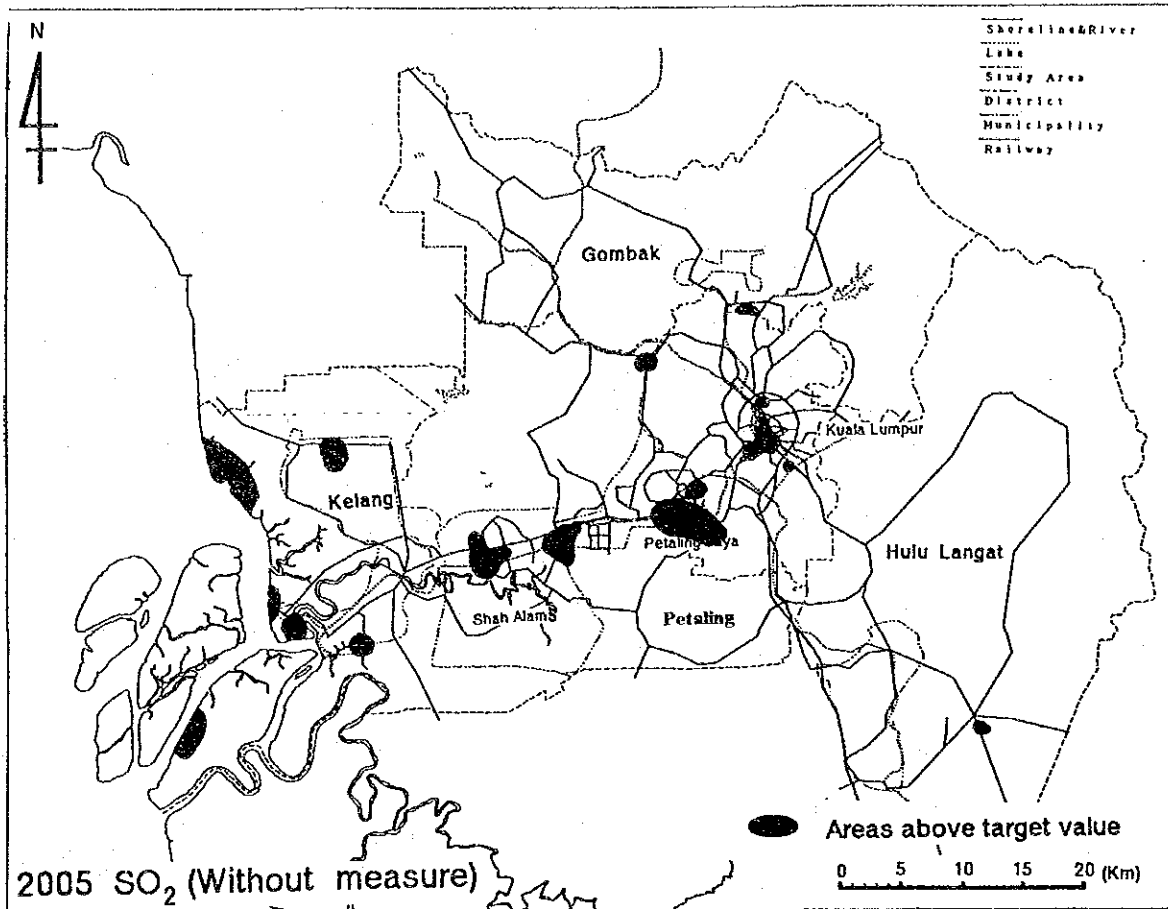 N
Shoreline&River
Lake
Study Area
District
Municipality
Railway
Gombak
Kuala Lumpur
Kelang
Petaling Jaya
Hulu Langat
Shah Alam
Petaling
Areas above target value
0 5 10 15 20 (Km)
2005 SO₂ (Without measure)